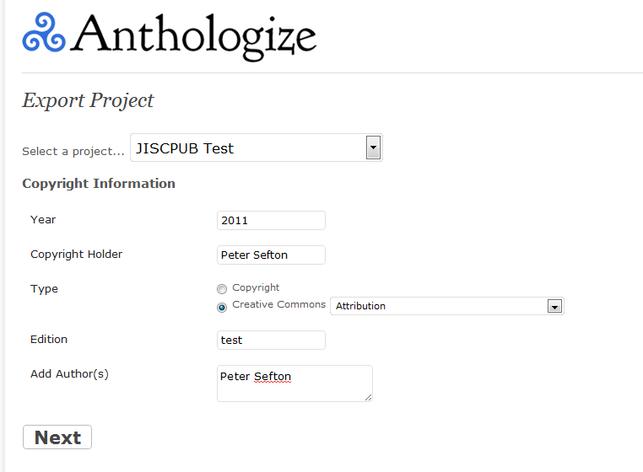 Anthologize
Export Project
Select a project... JISCPUB Test
Copyright Information
Year 2011
Copyright Holder Peter Sefton
Type Copyright
Creative Commons Attribution
Edition test
Add Author(s) Peter Sefton
Next